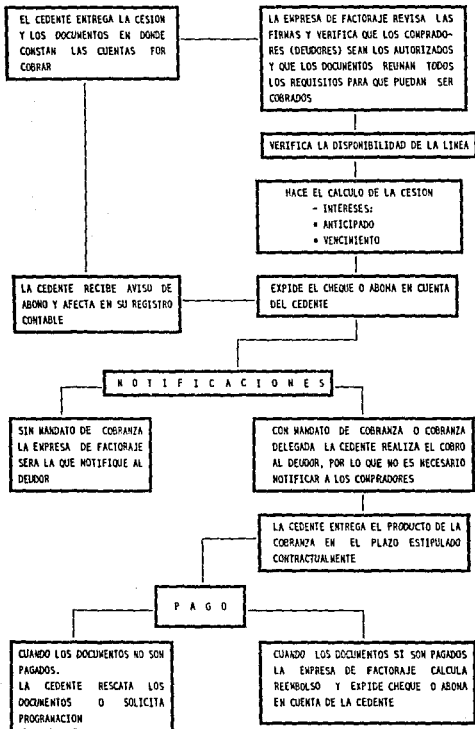 EL CEDENTE ENTREGA LA CESION
Y LOS DOCUMENTOS EN DONDE
CONSTAN LAS CUENTAS FOR
COBRAR
LA EMPRESA DE FACTORAJE REVISA LAS
FIRMAS Y VERIFICA QUE LOS COMPRADO-
RES (DEUDORES) SEAN LOS AUTORIZADOS
Y QUE LOS DOCUMENTOS REUNAN TODOS
LOS REQUISITOS PARA QUE PUEDAN SER
COBRADOS
VERIFICA LA DISPONIBILIDAD DE LA LINEA
HACE EL CALCULO DE LA CESION
- INTERESES:
• ANTICIPADO
• VENCIMIENTO
LA CEDENTE RECIBE AVISO DE
ABONO Y AFECTA EN SU REGISTRO
CONTABLE
EXPIDE EL CHEQUE O ABONA EN CUENTA
DEL CEDENTE
N O T I F I C A C I O N E S
SIN MANDATO DE COBRANZA
LA EMPRESA DE FACTORAJE
SERA LA QUE NOTIFIQUE AL
DEUDOR
CON MANDATO DE COBRANZA O COBRANZA
DELEGADA LA CEDENTE REALIZA EL COBRO
AL DEUDOR, POR LO QUE NO ES NECESARIO
NOTIFICAR A LOS COMPRADORES
LA CEDENTE ENTREGA EL PRODUCTO DE LA
COBRANZA EN EL PLAZO ESTIPULADO
CONTRACTUALMENTE
P A G O
CUANDO LOS DOCUMENTOS NO SON
PAGADOS.
LA CEDENTE RESCATA LOS
DOCUMENTOS O SOLICITA
PROGRAMACION
CUANDO LOS DOCUMENTOS SI SON PAGADOS
LA EMPRESA DE FACTORAJE CALCULA
REEMBOLSO Y EXPIDE CHEQUE O ABONA
EN CUENTA DE LA CEDENTE